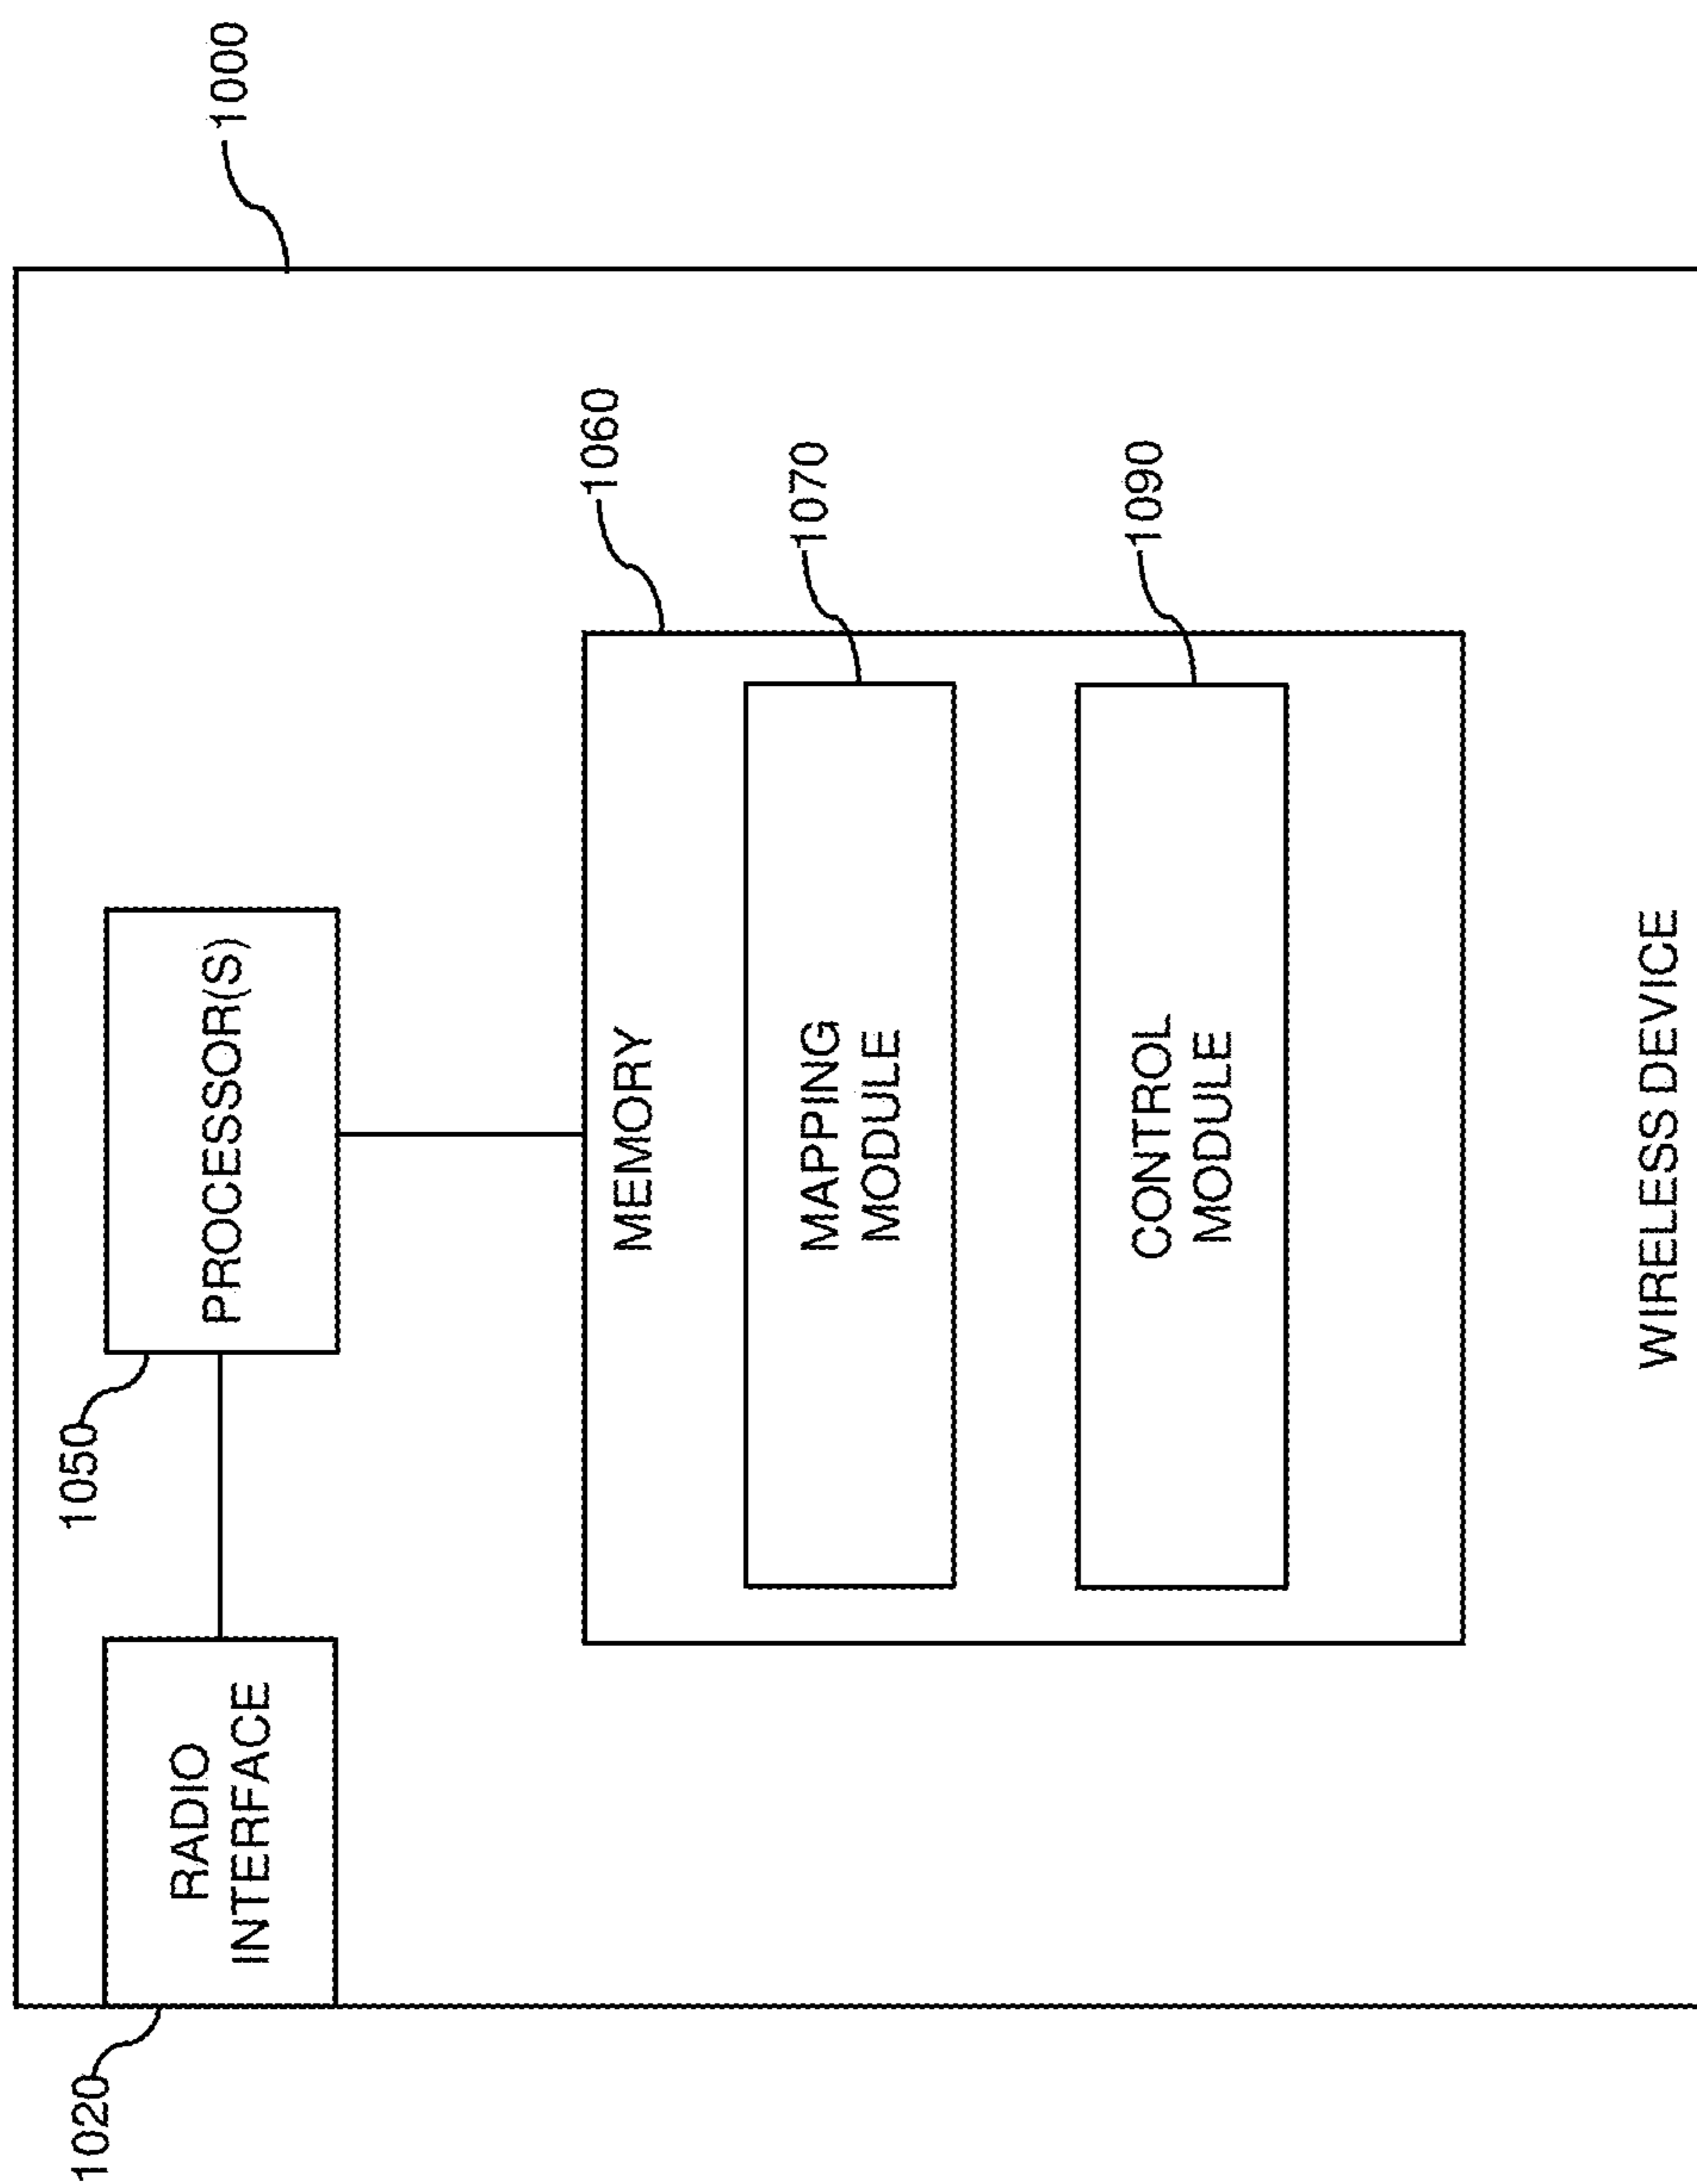 1000
1020
RADIO
INTERFACE
1050
PROCESSOR(S)
1060
MEMORY
1070
MAPPING
MODULE
1090
CONTROL
MODULE
WIRELESS DEVICE